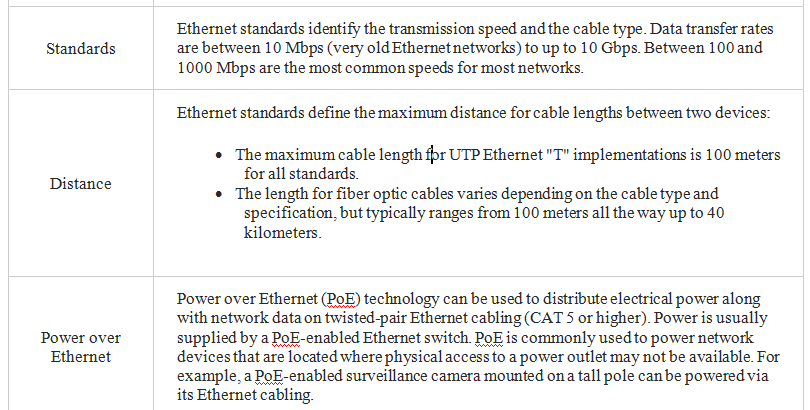 Standards
Ethernet standards identify the transmission speed and the cable type. Data transfer rates
are between 10 Mbps (very old Ethernet networks) to up to 10 Gbps. Between 100 and
1000 Mbps are the most common speeds for most networks.
Distance
Ethernet standards define the maximum distance for cable lengths between two devices:
• The maximum cable length for UTP Ethernet "T" implementations is 100 meters
for all standards.
• The length for fiber optic cables varies depending on the cable type and
specification, but typically ranges from 100 meters all the way up to 40
kilometers.
Power over
Ethernet
Power over Ethernet (PoE) technology can be used to distribute electrical power along
with network data on twisted-pair Ethernet cabling (CAT 5 or higher). Power is usually
supplied by a PoE-enabled Ethernet switch. PoE is commonly used to power network
devices that are located where physical access to a power outlet may not be available. For
example, a PoE-enabled surveillance camera mounted on a tall pole can be powered via
its Ethernet cabling.